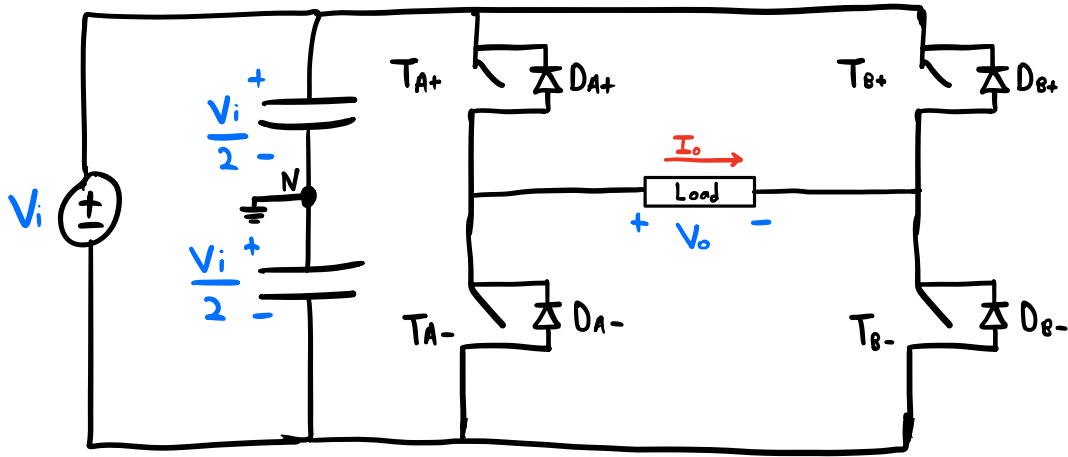 Vi
+
−
+
Vi
2
−
N
+
Vi
2
−
TA+
DA+
TB+
DB+
Io
Load
+
Vo
−
TA−
DA−
TB−
DB−